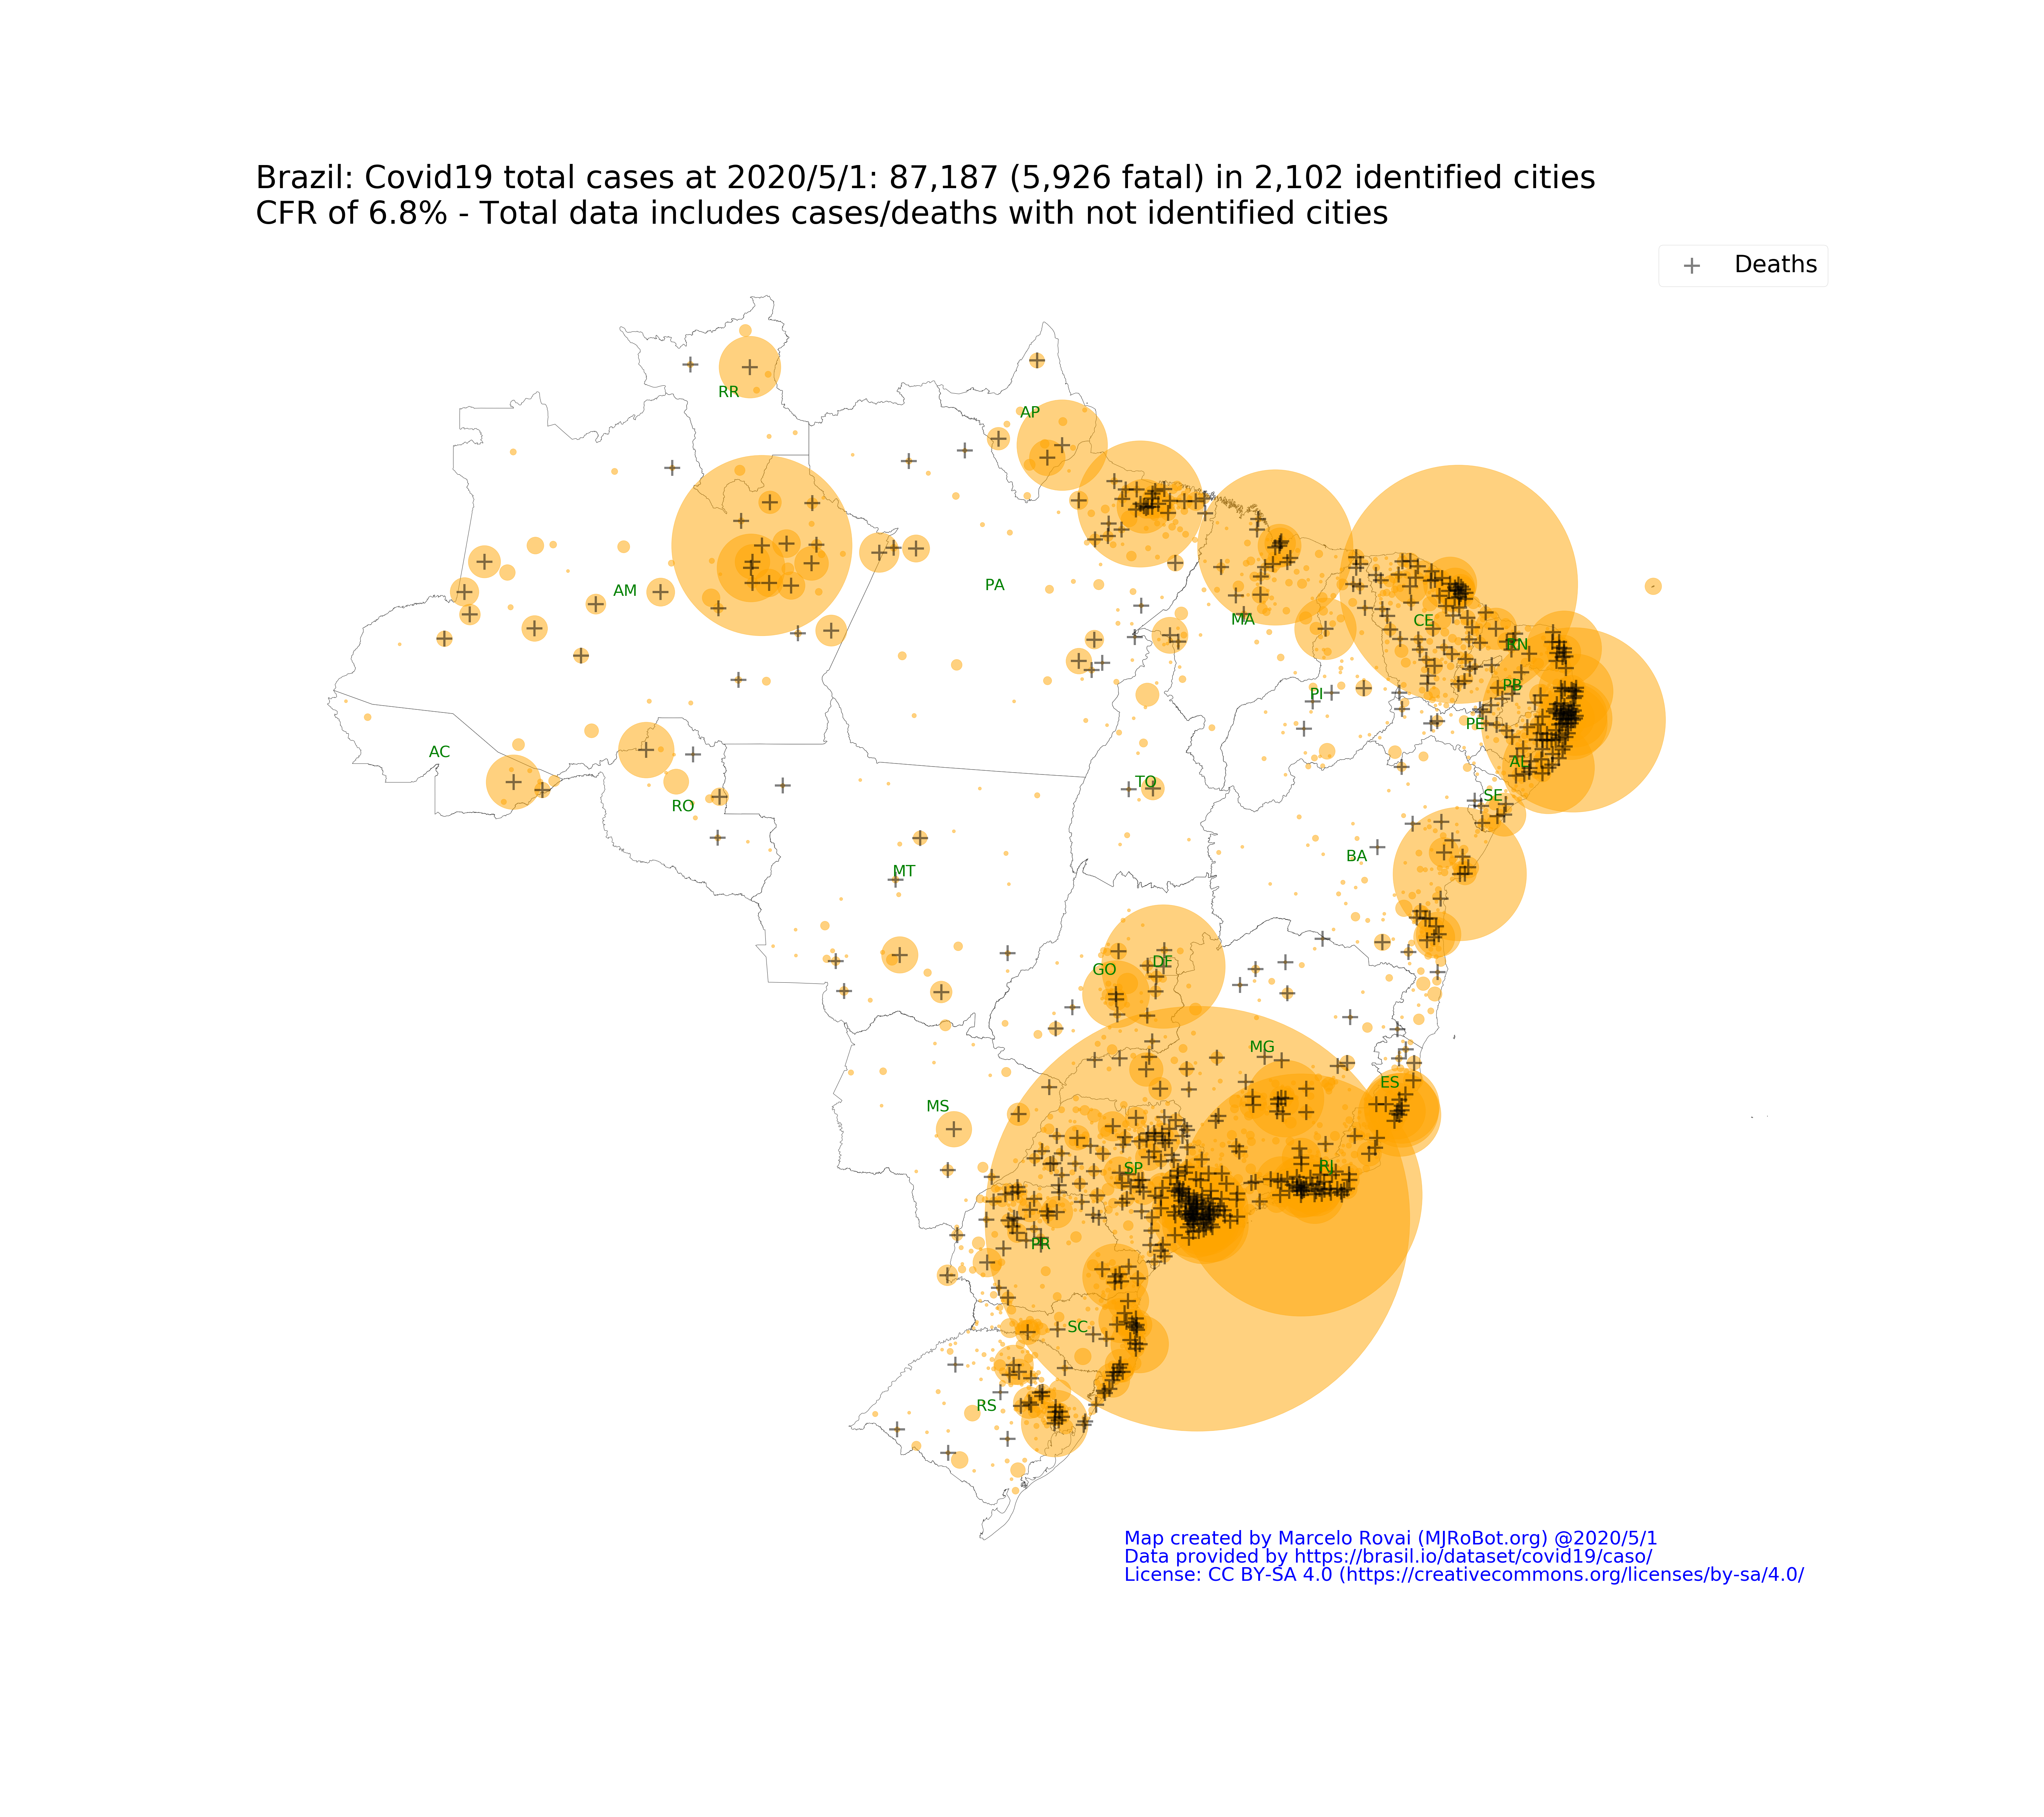 Brazil: Covid19 total cases at 2020/5/1: 87,187 (5,926 fatal) in 2,102 identified cities
CFR of 6.8% - Total data includes cases/deaths with not identified cities
Deaths
RR
AP
AM
PA
MA
CE
RN
PI
PB
PE
AC
AL
TO
SE
RO
BA
MT
DF
GO
MG
ES
MS
SP
RJ
PR
SC
RS
Map created by Marcelo Rovai (MJRoBot.org) @2020/5/1
Data provided by https://brasil.io/dataset/covid19/caso/
License: CC BY-SA 4.0 (https://creativecommons.org/licenses/by-sa/4.0/